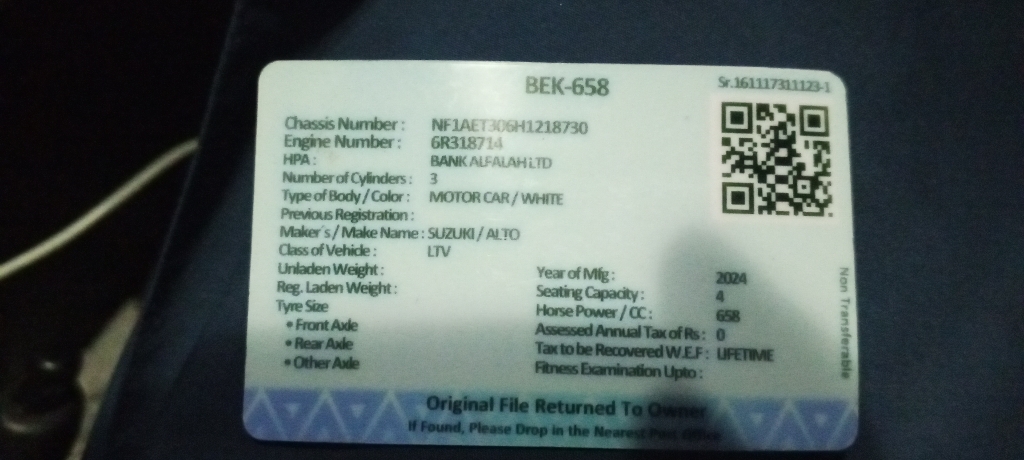 BEK-658
Sr.161117311123-1
Chassis Number : NF1AET306H1218730
Engine Number : 6R318714
HPA : BANK ALFALAH LTD
Number of Cylinders : 3
Type of Body / Color : MOTOR CAR / WHITE
Previous Registration :
Maker's / Make Name : SUZUKI / ALTO
Class of Vehicle : LTV
Unladen Weight :
Reg. Laden Weight :
Tyre Size
• Front Axle
• Rear Axle
• Other Axle
Year of Mfg : 2024
Seating Capacity : 4
Horse Power / CC : 658
Assessed Annual Tax of Rs : 0
Tax to be Recovered W.E.F : LIFETIME
Fitness Examination Upto :
Non Transferable
Original File Returned To Owner
If Found, Please Drop in the Nearest Post Office